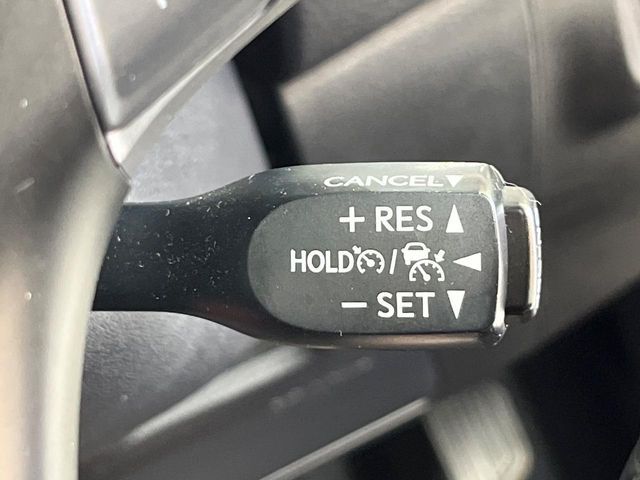 CANCEL▼
+ RES ▲
HOLD / ◀
− SET ▼